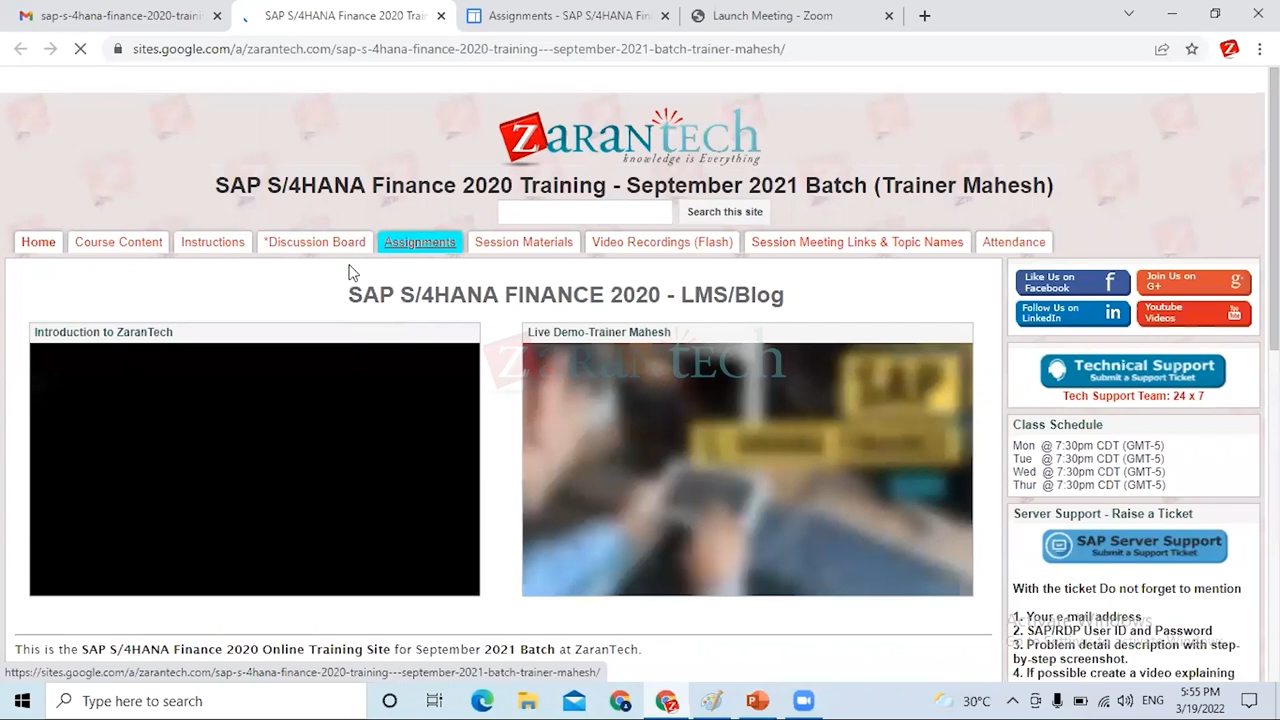 sap-s-4hana-finance-2020-traini
SAP S/4HANA Finance 2020 Trai
Assignments - SAP S/4HANA Fin
Launch Meeting - Zoom
sites.google.com/a/zarantech.com/sap-s-4hana-finance-2020-training---september-2021-batch-trainer-mahesh/
ZARANTECH
knowledge is Everything
SAP S/4HANA Finance 2020 Training - September 2021 Batch (Trainer Mahesh)
Search this site
Home
Course Content
Instructions
*Discussion Board
Assignments
Session Materials
Video Recordings (Flash)
Session Meeting Links & Topic Names
Attendance
SAP S/4HANA FINANCE 2020 - LMS/Blog
Introduction to ZaranTech
Live Demo-Trainer Mahesh
ZARANTECH
SAP
This is the SAP S/4HANA Finance 2020 Online Training Site for September 2021 Batch at ZaranTech.
Like Us on
Facebook
Join Us on
G+
Follow Us on
LinkedIn
Youtube
Videos
Technical Support
Submit a Support Ticket
Tech Support Team: 24 x 7
Class Schedule
Mon @ 7:30pm CDT (GMT-5)
Tue @ 7:30pm CDT (GMT-5)
Wed @ 7:30pm CDT (GMT-5)
Thur @ 7:30pm CDT (GMT-5)
Server Support - Raise a Ticket
SAP Server Support
Submit a Support Ticket
With the ticket Do not forget to mention
1. Your e-mail address
2. SAP/RDP User ID and Password
3. Problem detail description with step-
by-step screenshot.
4. If possible create a video explaining
Activate Windows
https://sites.google.com/a/zarantech.com/sap-s-4hana-finance-2020-training---september-2021-batch-trainer-mahesh/
Type here to search
30°C
ENG
5:55 PM
3/19/2022